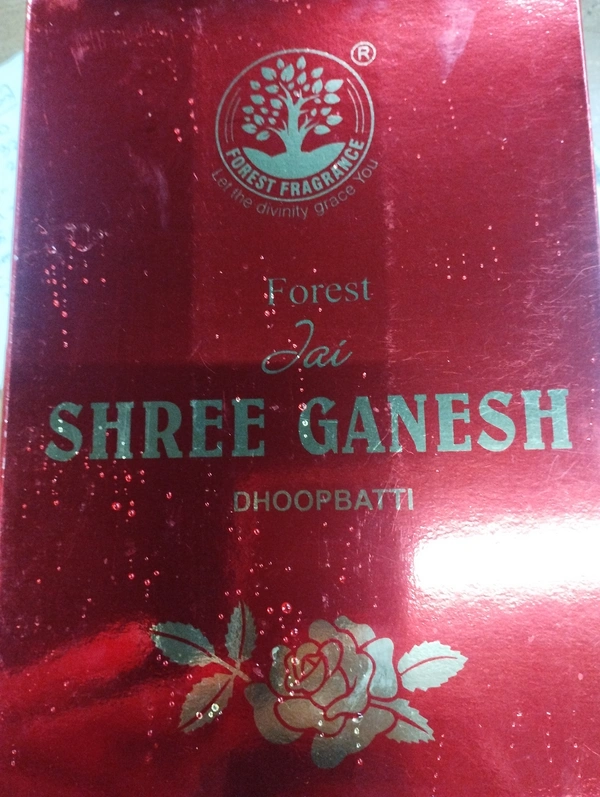 ®
FOREST FRAGRANCE
Let the divinity grace You
Forest
Jai
SHREE GANESH
DHOOPBATTI